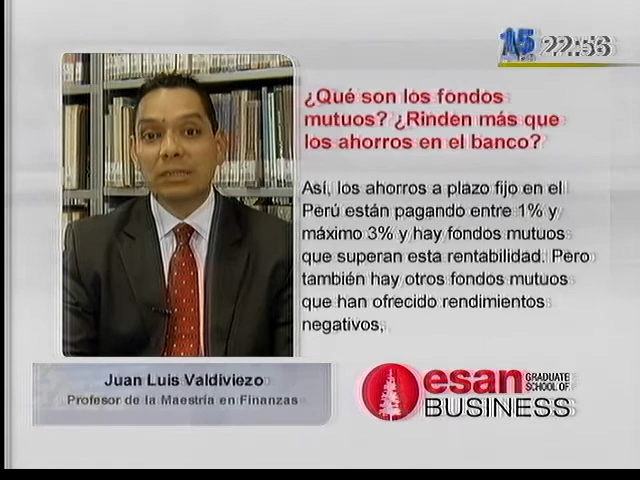 15 22:53
¿Qué son los fondos
mutuos? ¿Rinden más que
los ahorros en el banco?
Así, los ahorros a plazo fijo en el
Perú están pagando entre 1% y
máximo 3% y hay fondos mutuos
que superan esta rentabilidad. Pero
también hay otros fondos mutuos
que han ofrecido rendimientos
negativos,
Juan Luis Valdiviezo
Profesor de la Maestría en Finanzas
esan GRADUATE
SCHOOL OF
BUSINESS